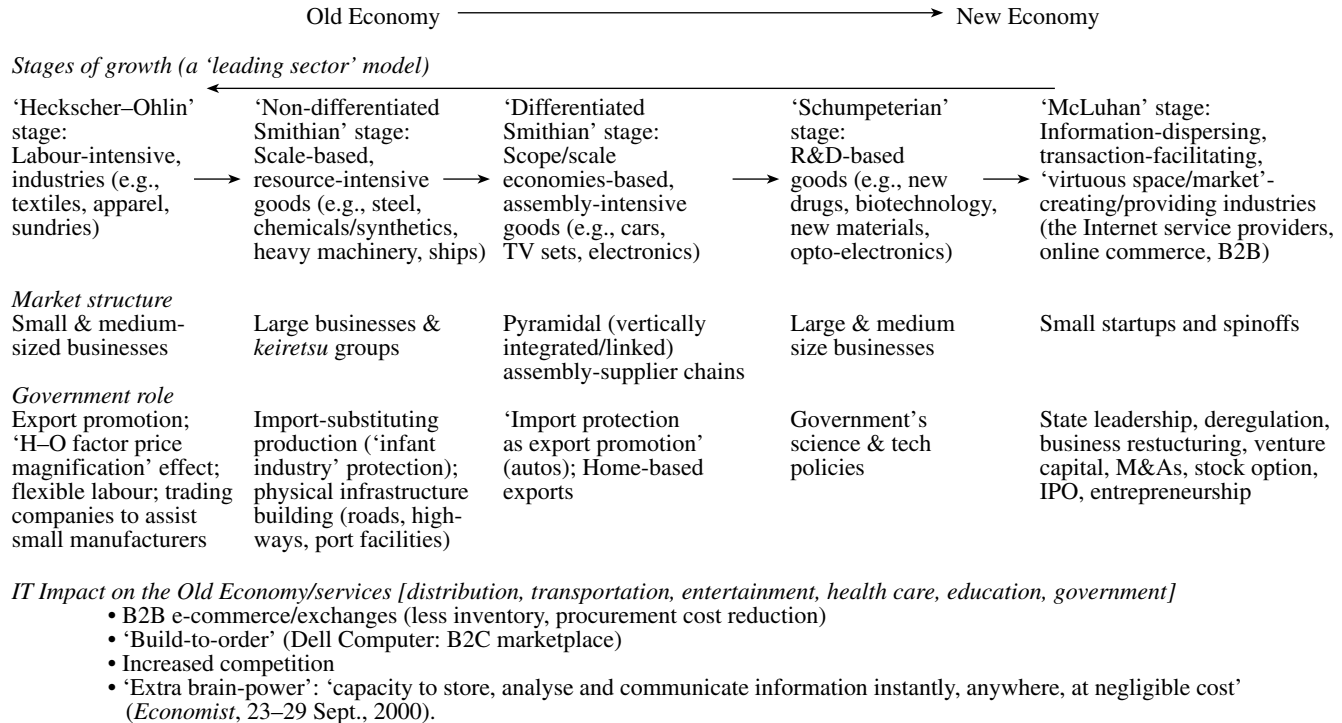 Old Economy New Economy
Stages of growth (a ‘leading sector’ model)
‘Heckscher–Ohlin’
stage:
Labour-intensive,
industries (e.g.,
textiles, apparel,
sundries)
‘Non-differentiated
Smithian’ stage:
Scale-based,
resource-intensive
goods (e.g., steel,
chemicals/synthetics,
heavy machinery, ships)
‘Differentiated
Smithian’ stage:
Scope/scale
economies-based,
assembly-intensive
goods (e.g., cars,
TV sets, electronics)
‘Schumpeterian’
stage:
R&D-based
goods (e.g., new
drugs, biotechnology,
new materials,
opto-electronics)
‘McLuhan’ stage:
Information-dispersing,
transaction-facilitating,
‘virtuous space/market’-
creating/providing industries
(the Internet service providers,
online commerce, B2B)
Market structure
Small & medium-
sized businesses
Large businesses &
keiretsu groups
Pyramidal (vertically
integrated/linked)
assembly-supplier chains
Large & medium
size businesses
Small startups and spinoffs
Government role
Export promotion;
‘H–O factor price
magnification’ effect;
flexible labour; trading
companies to assist
small manufacturers
Import-substituting
production (‘infant
industry’ protection);
physical infrastructure
building (roads, high-
ways, port facilities)
‘Import protection
as export promotion’
(autos); Home-based
exports
Government’s
science & tech
policies
State leadership, deregulation,
business restucturing, venture
capital, M&As, stock option,
IPO, entrepreneurship
IT Impact on the Old Economy/services [distribution, transportation, entertainment, health care, education, government]
• B2B e-commerce/exchanges (less inventory, procurement cost reduction)
• ‘Build-to-order’ (Dell Computer: B2C marketplace)
• Increased competition
• ‘Extra brain-power’: ‘capacity to store, analyse and communicate information instantly, anywhere, at negligible cost’
(Economist, 23–29 Sept., 2000).